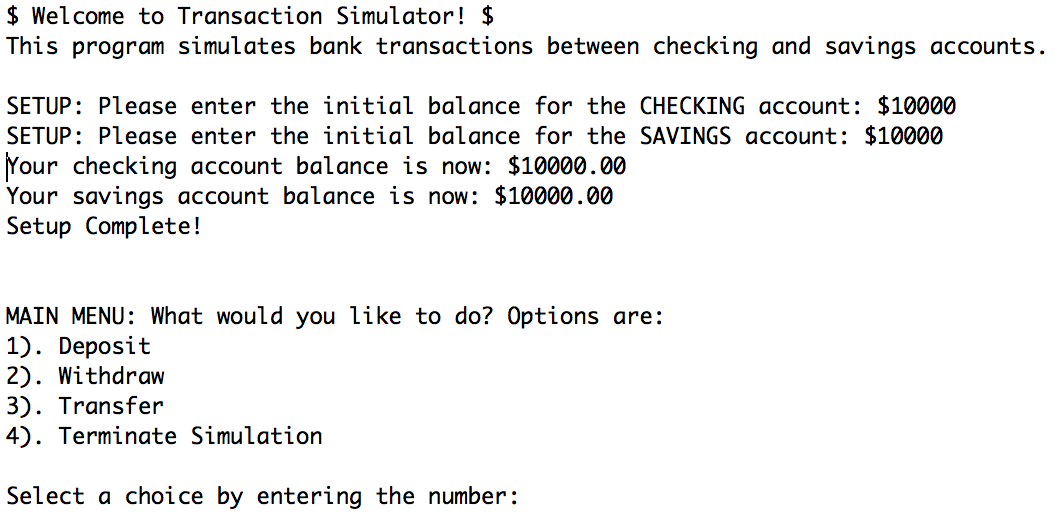 $ Welcome to Transaction Simulator! $
This program simulates bank transactions between checking and savings accounts.
SETUP: Please enter the initial balance for the CHECKING account: $10000
SETUP: Please enter the initial balance for the SAVINGS account: $10000
Your checking account balance is now: $10000.00
Your savings account balance is now: $10000.00
Setup Complete!
MAIN MENU: What would you like to do? Options are:
1). Deposit
2). Withdraw
3). Transfer
4). Terminate Simulation
Select a choice by entering the number: